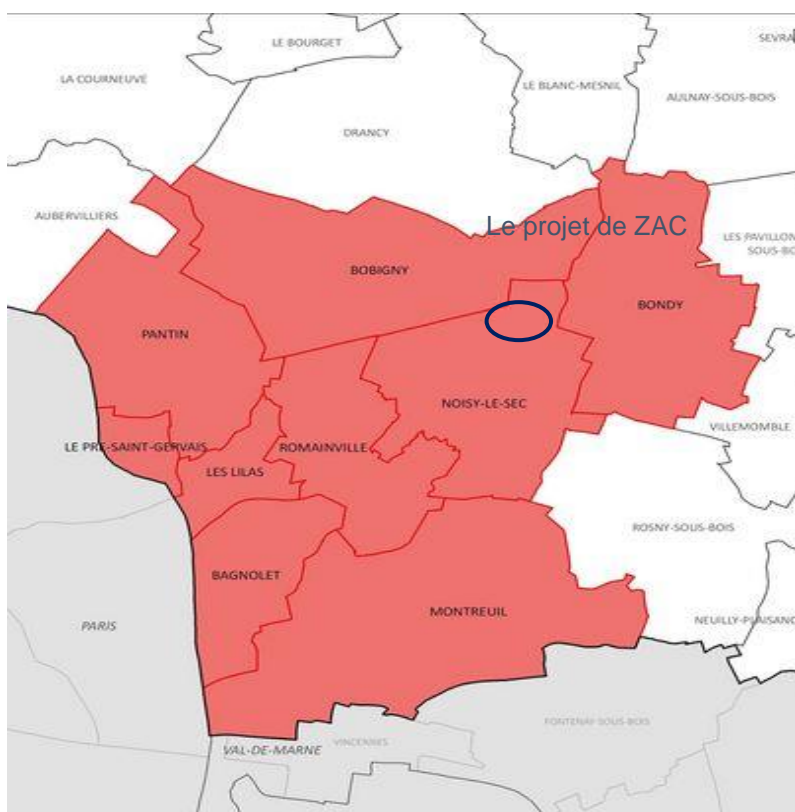 LE BOURGET
SEVRA
LA COURNEUVE
LE BLANC-MESNIL
AULNAY-SOUS-BOIS
DRANCY
AUBERVILLIERS
Le projet de ZAC
LES PAVILLON
SOUS-BO
BOBIGNY
BONDY
PANTIN
NOISY-LE-SEC
VILLEMOMBLE
LE PRE-SAINT-GERVAIS
ROMAINVILLE
LES LILAS
ROSNY-SOUS-BOIS
BAGNOLET
MONTREUIL
NEUILLY-PLAISANC
PARIS
FONTENAY-SOUS-BOIS
VINCENNES
VAL-DE-MARNE